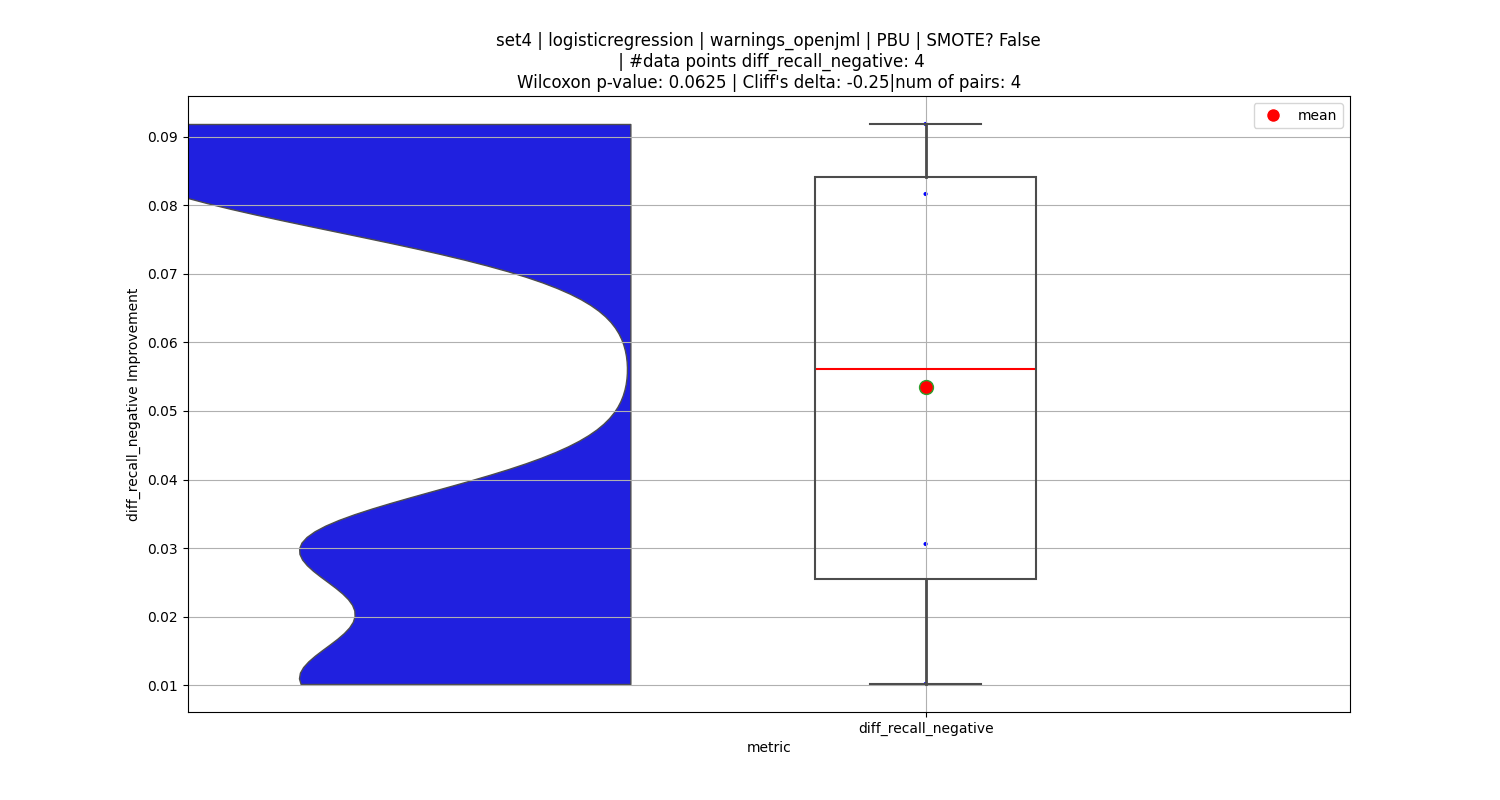 set4 | logisticregression | warnings_openjml | PBU | SMOTE? False
| #data points diff_recall_negative: 4
Wilcoxon p-value: 0.0625 | Cliff's delta: -0.25|num of pairs: 4
mean
0.09
0.08
0.07
0.06
0.05
0.04
0.03
0.02
0.01
diff_recall_negative Improvement
diff_recall_negative
metric